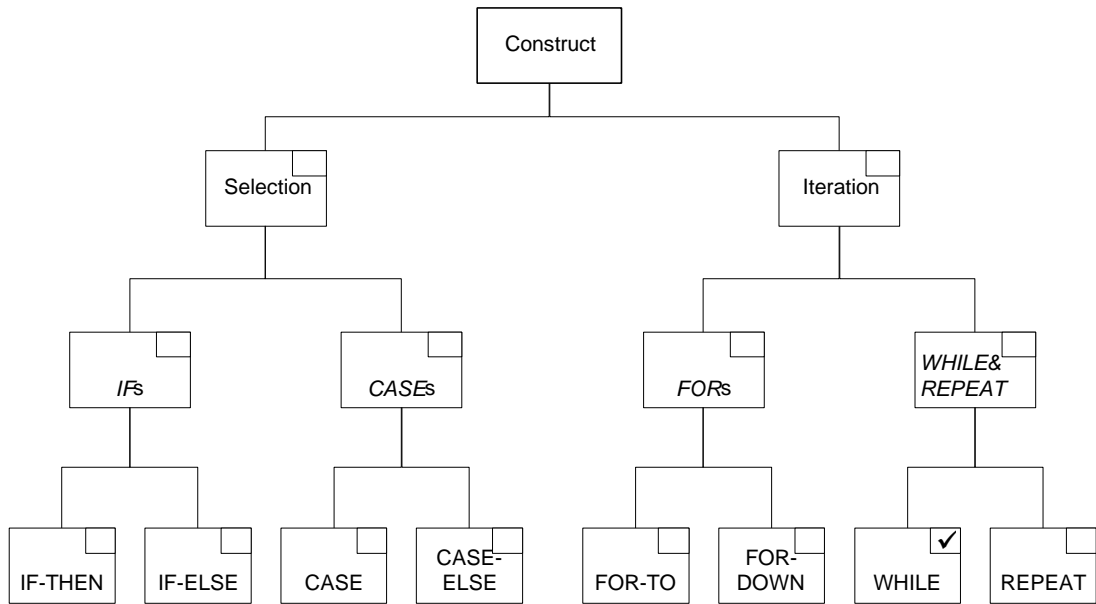 Construct
Selection
Iteration
IFs
CASEs
FORs
WHILE&
REPEAT
IF-THEN
IF-ELSE
CASE
CASE-
ELSE
FOR-TO
FOR-
DOWN
WHILE
REPEAT